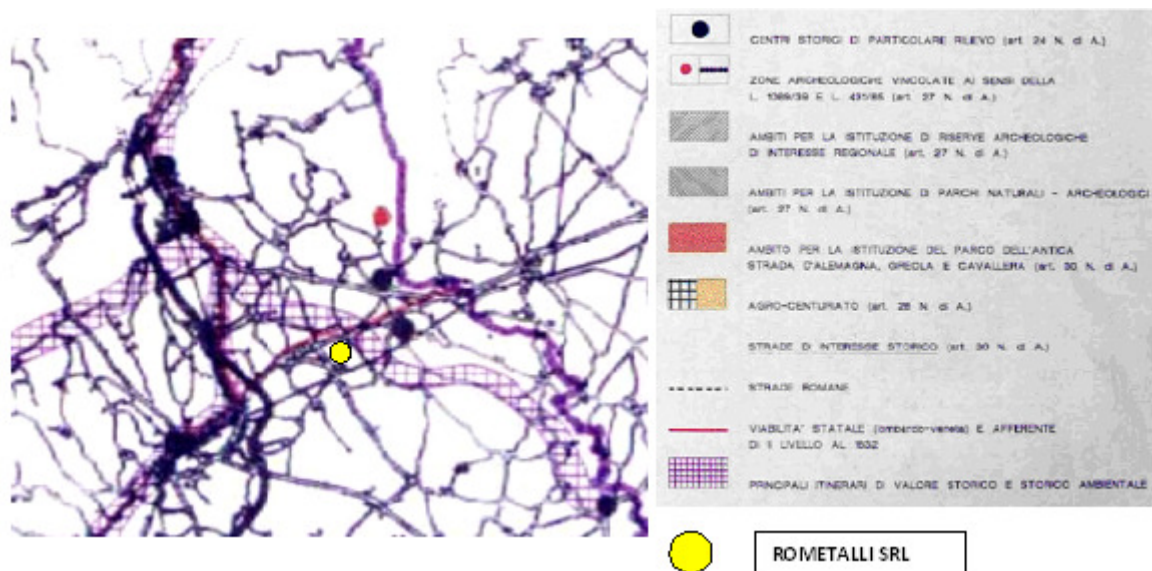 CENTRI STORICI DI PARTICOLARE RILIEVO (art. 24 N. di A.)
ZONE ARCHEOLOGICHE VINCOLATE AI SENSI DELLA
L. 1089/39 E L. 431/85 (art. 27 N. di A.)
AMBITI PER LA ISTITUZIONE DI RISERVE ARCHEOLOGICHE
DI INTERESSE REGIONALE (art. 27 N. di A.)
AMBITI PER LA ISTITUZIONE DI PARCHI NATURALI - ARCHEOLOGICI
(art. 27 N. di A.)
AMBITO PER LA ISTITUZIONE DEL PARCO DELL'ANTICA
STRADA D'ALEMAGNA, GREOLA E CAVALLERA (art. 30 N. di A.)
AGRO-CENTURIATO (art. 28 N. di A.)
STRADE DI INTERESSE STORICO (art. 30 N. di A.)
STRADE ROMANE
VIABILITA' STATALE (lombardo-veneta) E AFFERENTE
DI II LIVELLO AL 1832
PRINCIPALI ITINERARI DI VALORE STORICO E STORICO AMBIENTALE
ROMETALLI SRL